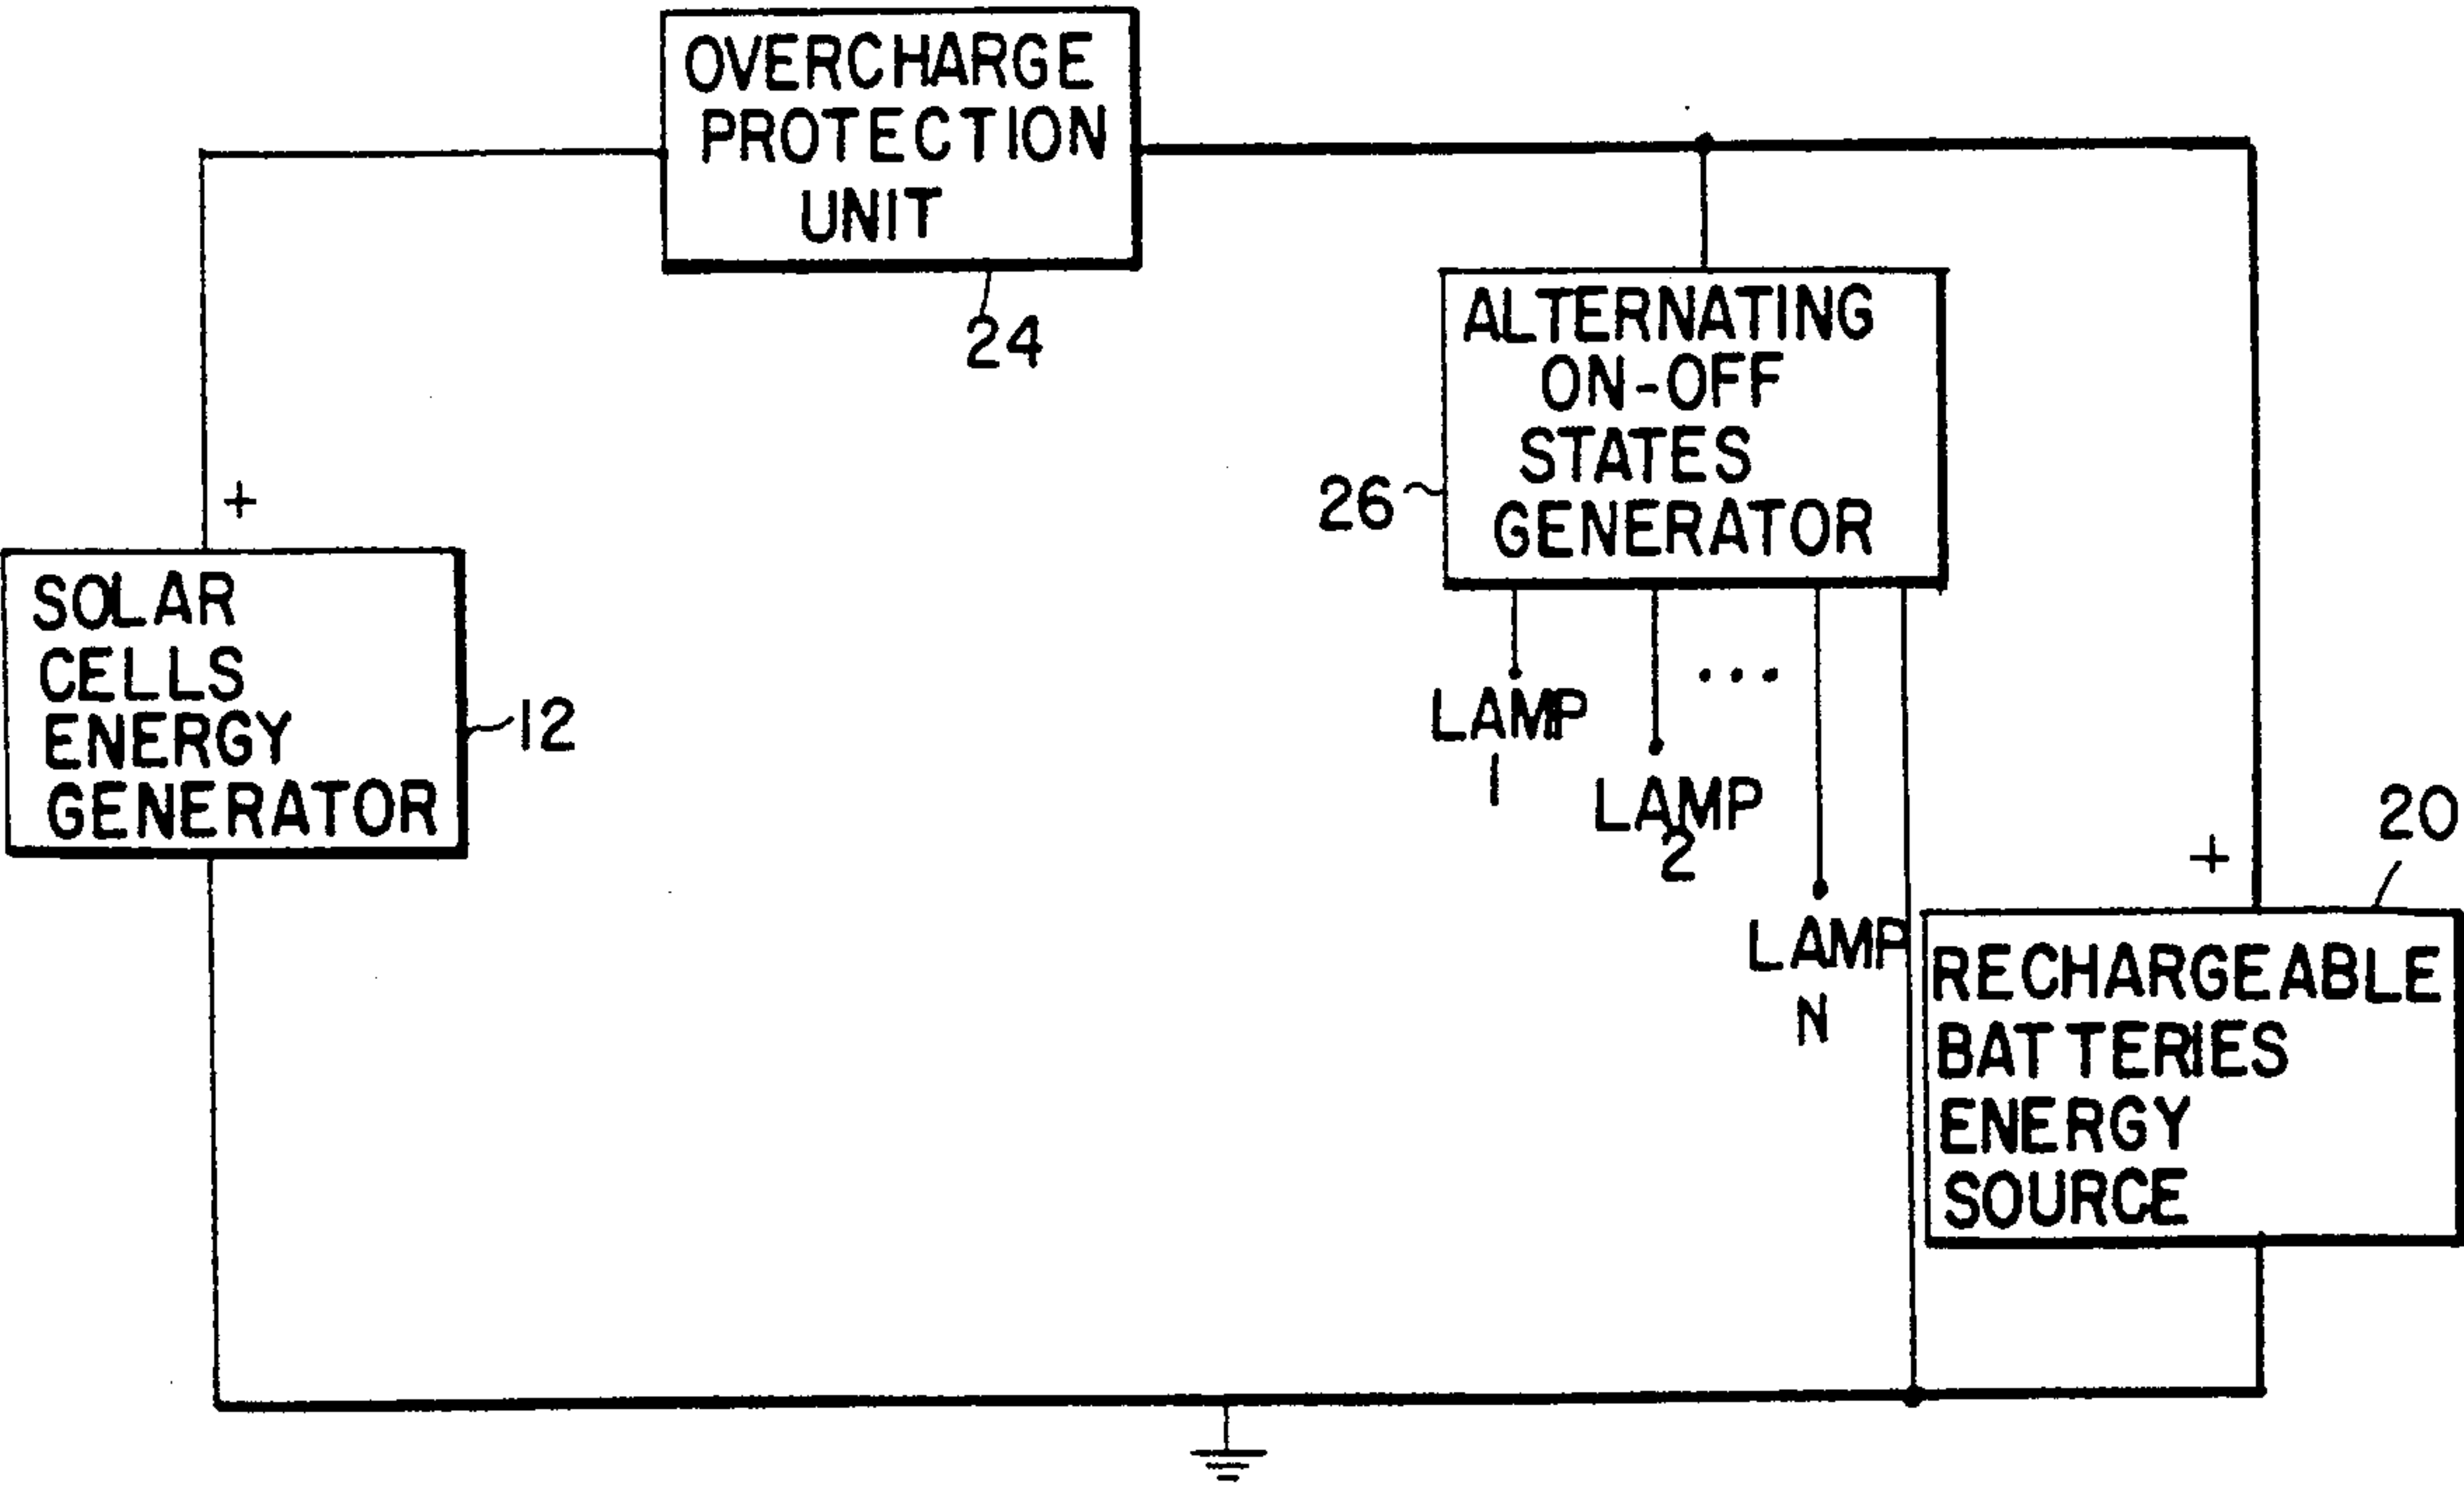 OVERCHARGE
PROTECTION
UNIT
24
ALTERNATING
ON-OFF
STATES
GENERATOR
26
+
SOLAR
CELLS
ENERGY
GENERATOR
12
...
LAMP
1
LAMP
2
LAMP
N
20
+
RECHARGEABLE
BATTERIES
ENERGY
SOURCE